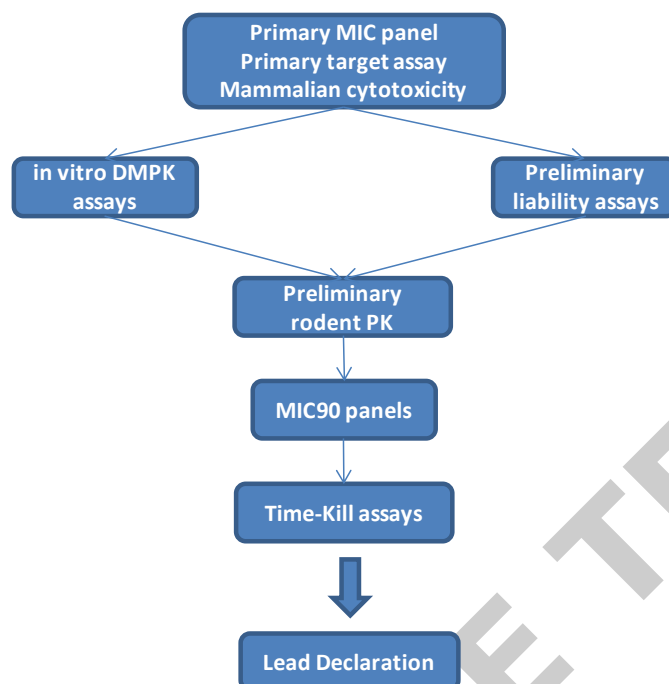 Primary MIC panel
Primary target assay
Mammalian cytotoxicity
in vitro DMPK
assays
Preliminary
liability assays
Preliminary
rodent PK
MIC90 panels
Time-Kill assays
Lead Declaration